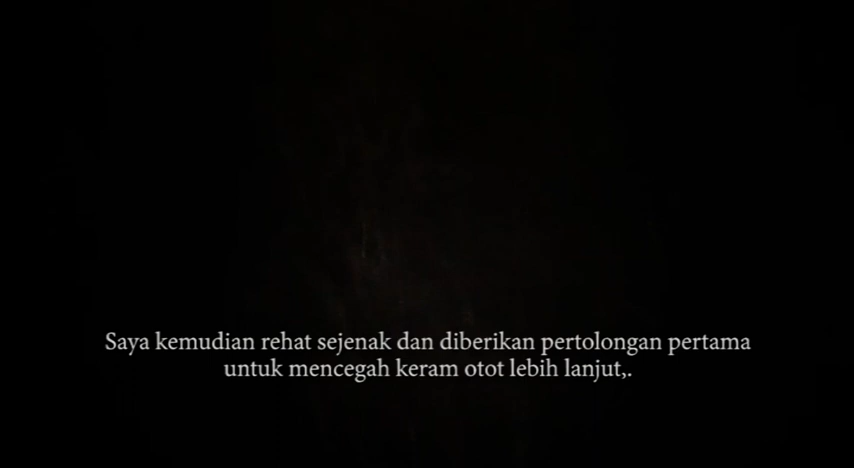 Saya kemudian rehat sejenak dan diberikan pertolongan pertama
untuk mencegah keram otot lebih lanjut,.